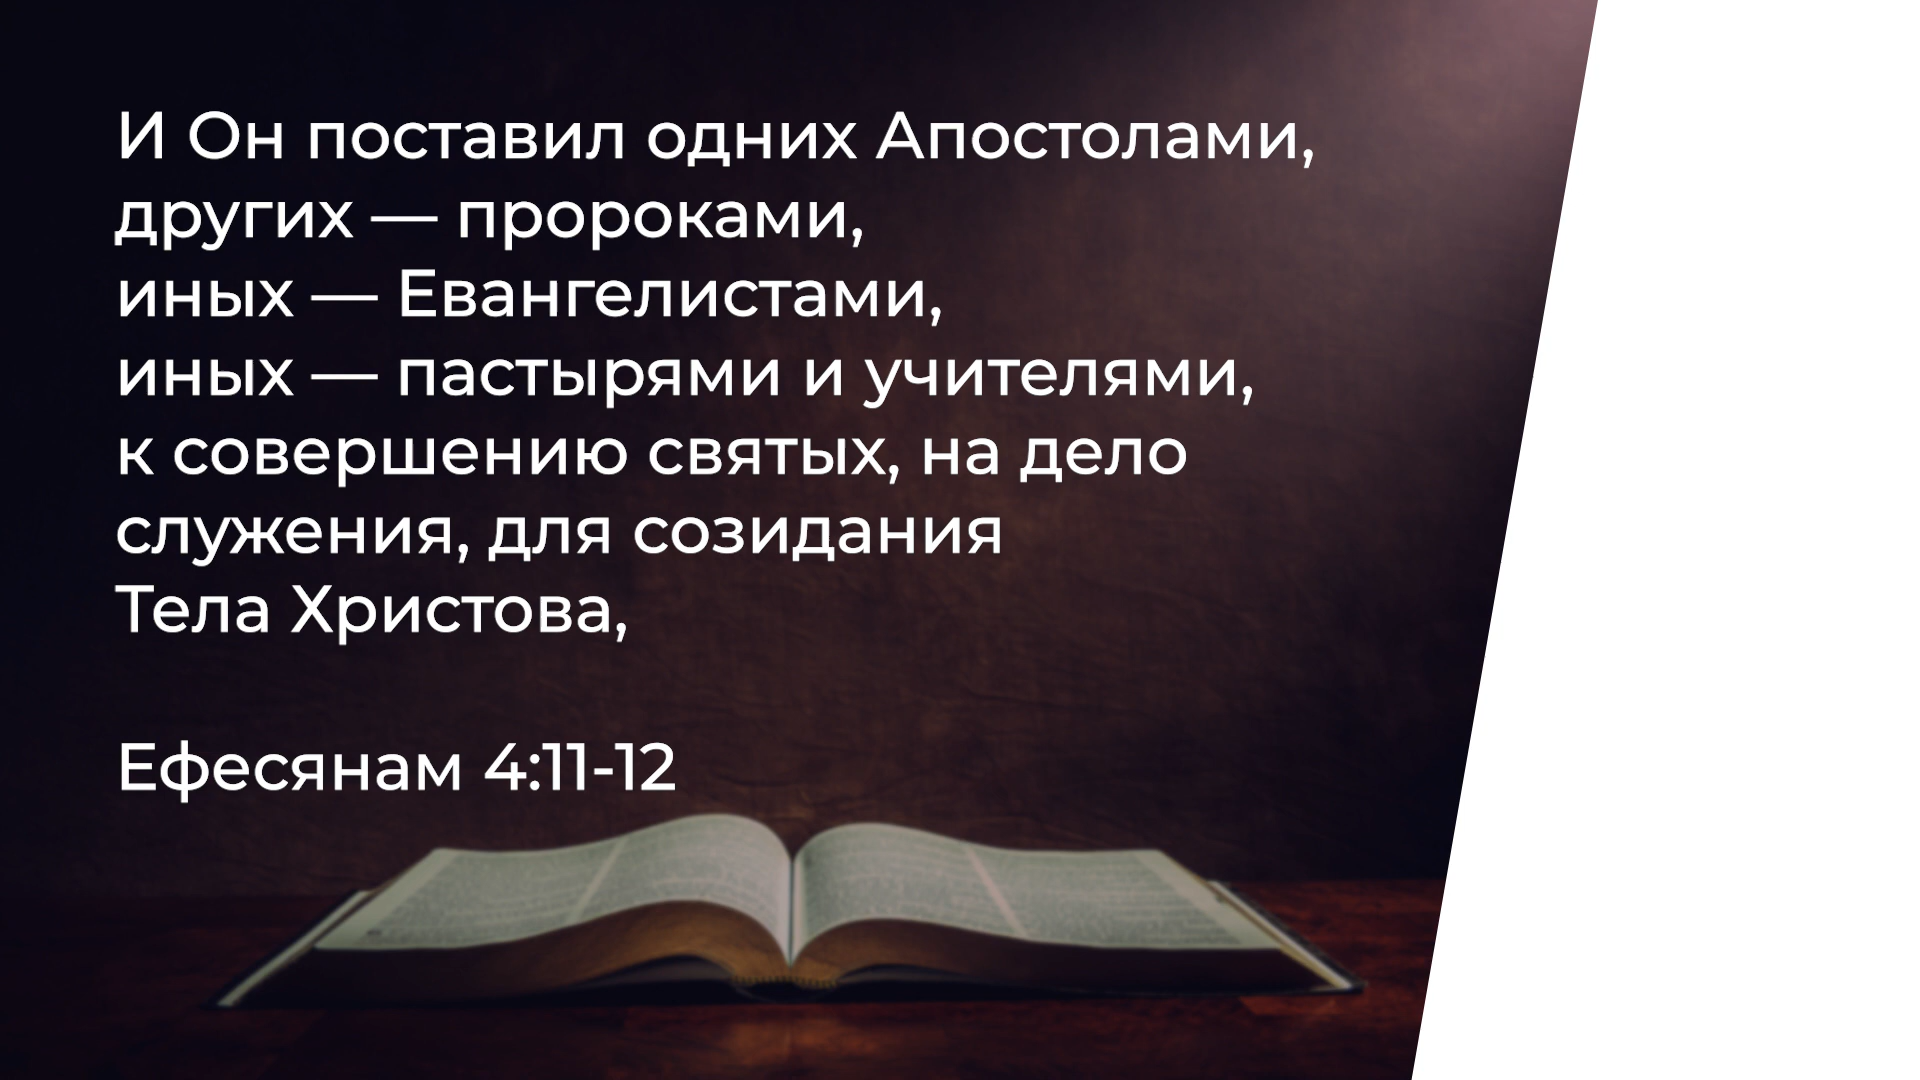 И Он поставил одних Апостолами,
других — пророками,
иных — Евангелистами,
иных — пастырями и учителями,
к совершению святых, на дело
служения, для созидания
Тела Христова,
Ефесянам 4:11-12